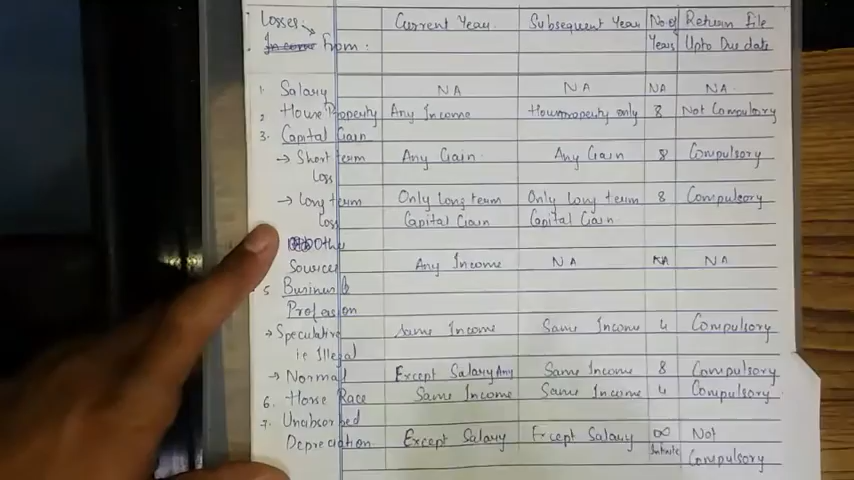 Losses: Current Year. Subsequent Year No. of Return File
From: Years Upto Due date
1. Salary NA NA NA NA.
2. House Property Any Income House property only 8 Not Compulsory
3. Capital Gain
→ Short term Any Gain. Any Gain 8 Compulsory
Loss
→ Long term Only Long term Only Long term 8 Compulsory
Loss Capital Gain Capital Gain.
Othe
Sources Any Income NA NA NA
5. Business &
Profession
→ Speculative Same Income Same Income 4 Compulsory
ie Illegal
→ Normal Except Salary Any Same Income 8 Compulsory
6. Horse Race Same Income Same Income 4 Compulsory
7. Unabsorbed
Depreciation Except Salary Except Salary ∞ Not
Infinite Compulsory